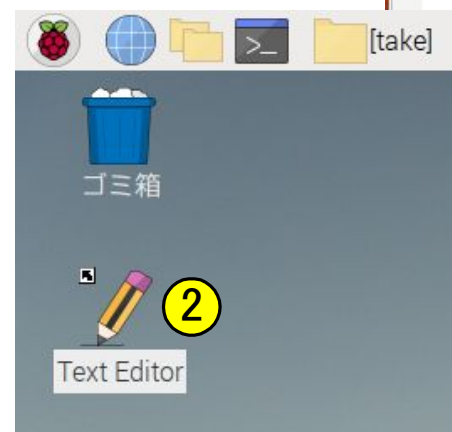 >_
[take]
ゴミ箱
2
Text Editor